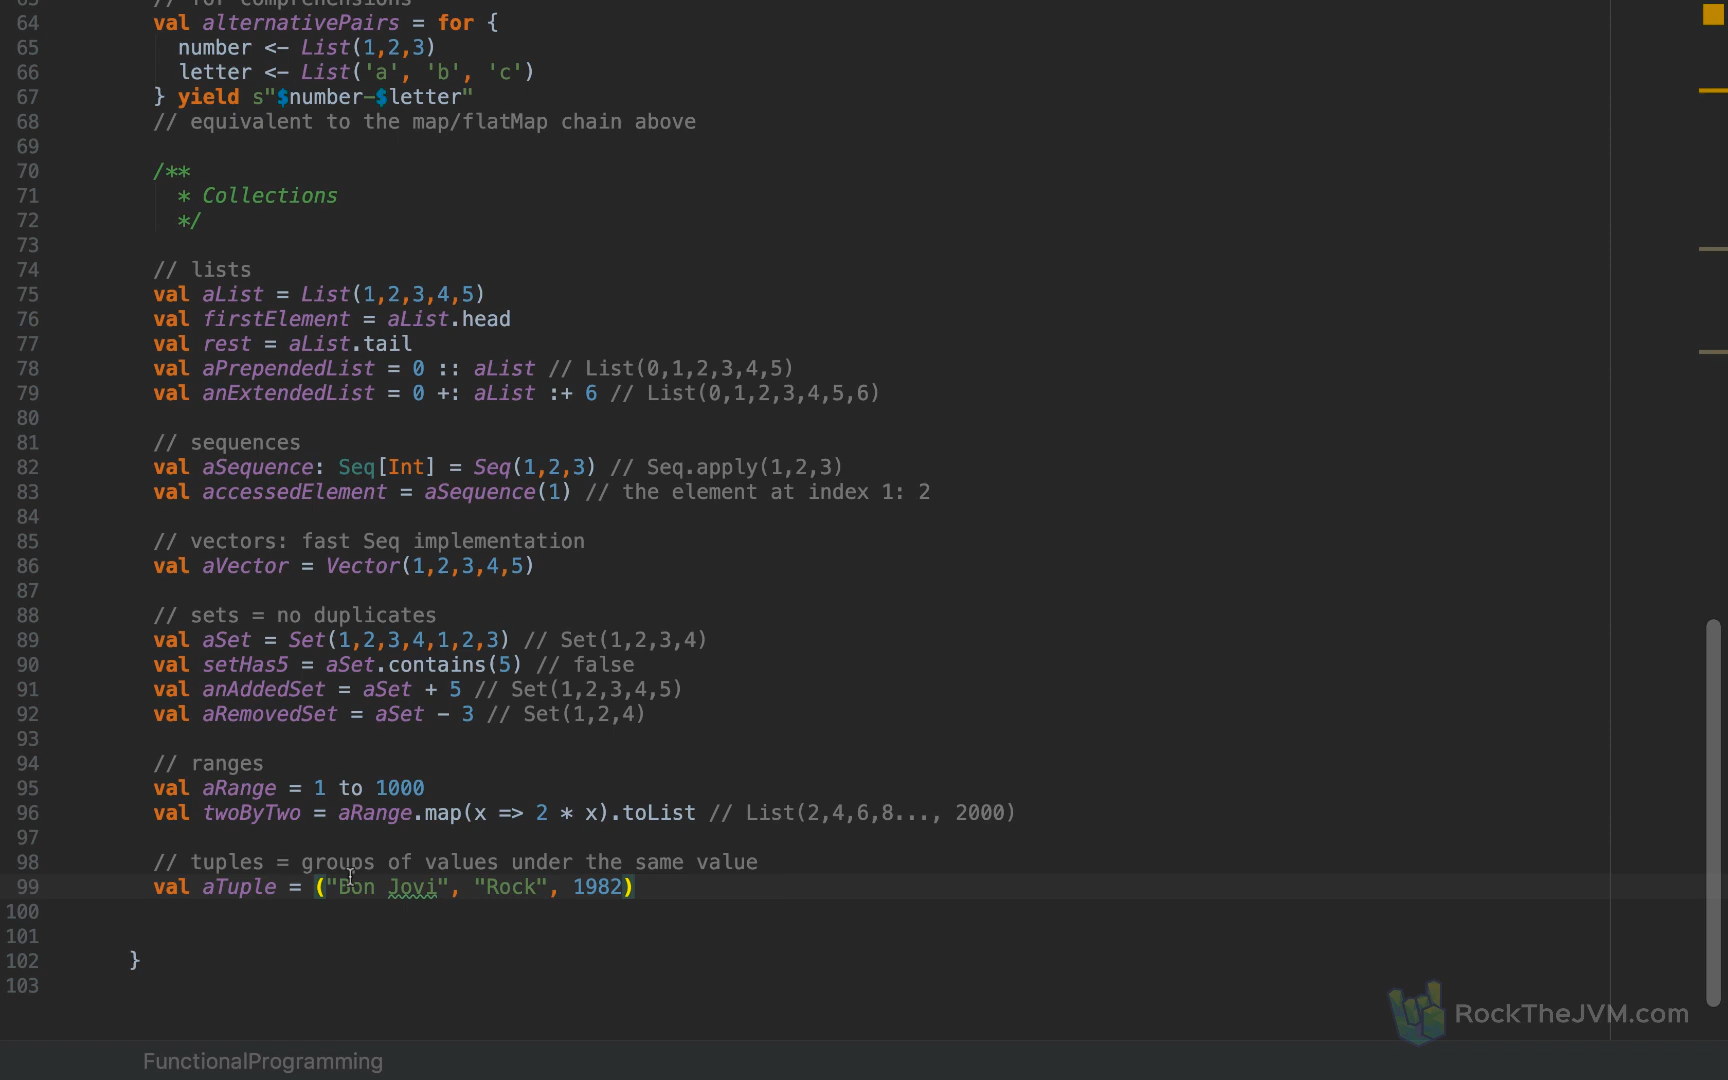 63 // for comprehensions
64 val alternativePairs = for {
65 number <- List(1,2,3)
66 letter <- List('a', 'b', 'c')
67 } yield s"$number-$letter"
68 // equivalent to the map/flatMap chain above
69
70 /**
71 * Collections
72 */
73
74 // lists
75 val aList = List(1,2,3,4,5)
76 val firstElement = aList.head
77 val rest = aList.tail
78 val aPrependedList = 0 :: aList // List(0,1,2,3,4,5)
79 val anExtendedList = 0 +: aList :+ 6 // List(0,1,2,3,4,5,6)
80
81 // sequences
82 val aSequence: Seq[Int] = Seq(1,2,3) // Seq.apply(1,2,3)
83 val accessedElement = aSequence(1) // the element at index 1: 2
84
85 // vectors: fast Seq implementation
86 val aVector = Vector(1,2,3,4,5)
87
88 // sets = no duplicates
89 val aSet = Set(1,2,3,4,1,2,3) // Set(1,2,3,4)
90 val setHas5 = aSet.contains(5) // false
91 val anAddedSet = aSet + 5 // Set(1,2,3,4,5)
92 val aRemovedSet = aSet - 3 // Set(1,2,4)
93
94 // ranges
95 val aRange = 1 to 1000
96 val twoByTwo = aRange.map(x => 2 * x).toList // List(2,4,6,8..., 2000)
97
98 // tuples = groups of values under the same value
99 val aTuple = ("Bon Jovi", "Rock", 1982)
100
101
102 }
103
RockTheJVM.com
FunctionalProgramming